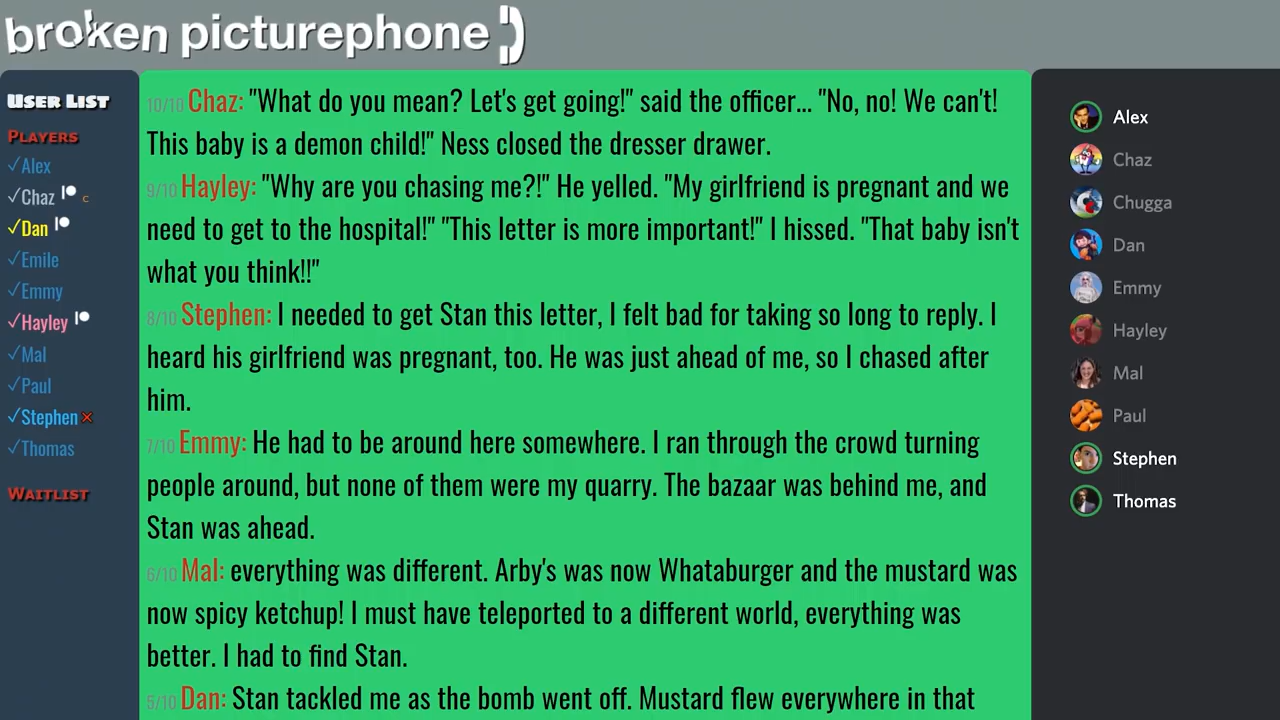 broken picturephone
USER LIST
PLAYERS
✓Alex
✓Chaz c
✓Dan
✓Emile
✓Emmy
✓Hayley
✓Mal
✓Paul
✓Stephen
✓Thomas
WAITLIST
10/10 Chaz: "What do you mean? Let's get going!" said the officer... "No, no! We can't!
This baby is a demon child!" Ness closed the dresser drawer.
9/10 Hayley: "Why are you chasing me?!" He yelled. "My girlfriend is pregnant and we
need to get to the hospital!" "This letter is more important!" I hissed. "That baby isn't
what you think!!"
8/10 Stephen: I needed to get Stan this letter, I felt bad for taking so long to reply. I
heard his girlfriend was pregnant, too. He was just ahead of me, so I chased after
him.
7/10 Emmy: He had to be around here somewhere. I ran through the crowd turning
people around, but none of them were my quarry. The bazaar was behind me, and
Stan was ahead.
6/10 Mal: everything was different. Arby's was now Whataburger and the mustard was
now spicy ketchup! I must have teleported to a different world, everything was
better. I had to find Stan.
5/10 Dan: Stan tackled me as the bomb went off. Mustard flew everywhere in that
Alex
Chaz
Chugga
Dan
Emmy
Hayley
Mal
Paul
Stephen
Thomas